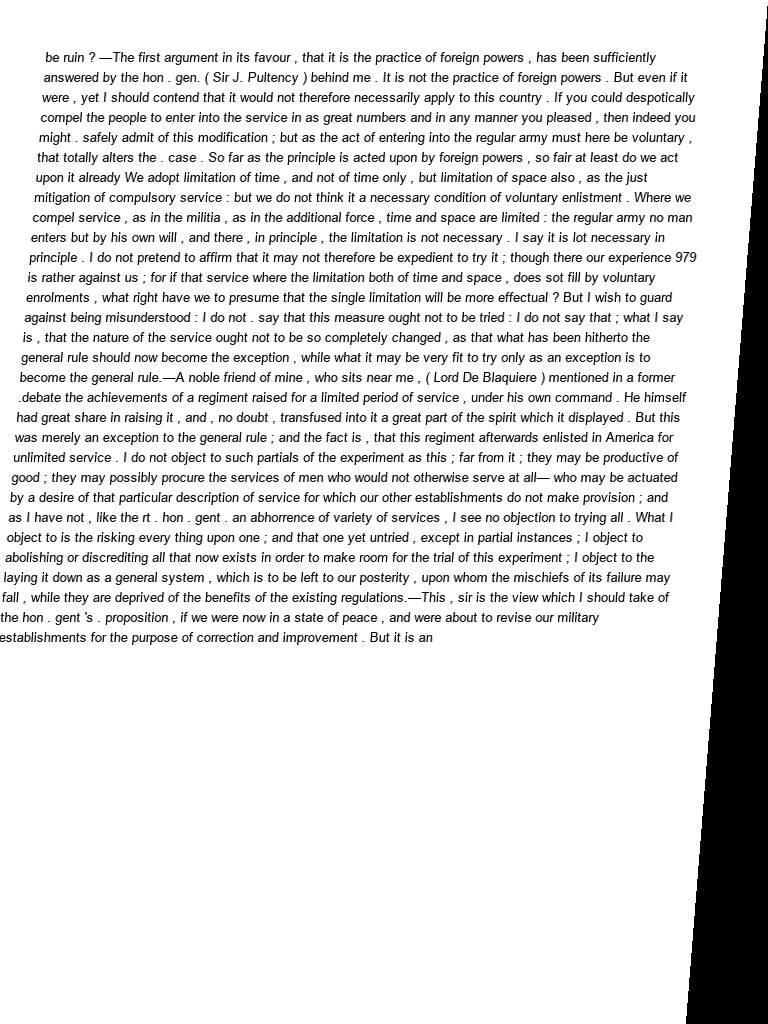 be ruin ? —The first argument in its favour , that it is the practice of foreign powers , has been sufficiently
answered by the hon . gen. ( Sir J. Pultency ) behind me . It is not the practice of foreign powers . But even if it
were , yet I should contend that it would not therefore necessarily apply to this country . If you could despotically
compel the people to enter into the service in as great numbers and in any manner you pleased , then indeed you
might . safely admit of this modification ; but as the act of entering into the regular army must here be voluntary ,
that totally alters the . case . So far as the principle is acted upon by foreign powers , so fair at least do we act
upon it already We adopt limitation of time , and not of time only , but limitation of space also , as the just
mitigation of compulsory service : but we do not think it a necessary condition of voluntary enlistment . Where we
compel service , as in the militia , as in the additional force , time and space are limited : the regular army no man
enters but by his own will , and there , in principle , the limitation is not necessary . I say it is lot necessary in
principle . I do not pretend to affirm that it may not therefore be expedient to try it ; though there our experience 979
is rather against us ; for if that service where the limitation both of time and space , does sot fill by voluntary
enrolments , what right have we to presume that the single limitation will be more effectual ? But I wish to guard
against being misunderstood : I do not . say that this measure ought not to be tried : I do not say that ; what I say
is , that the nature of the service ought not to be so completely changed , as that what has been hitherto the
general rule should now become the exception , while what it may be very fit to try only as an exception is to
become the general rule.—A noble friend of mine , who sits near me , ( Lord De Blaquiere ) mentioned in a former
.debate the achievements of a regiment raised for a limited period of service , under his own command . He himself
had great share in raising it , and , no doubt , transfused into it a great part of the spirit which it displayed . But this
was merely an exception to the general rule ; and the fact is , that this regiment afterwards enlisted in America for
unlimited service . I do not object to such partials of the experiment as this ; far from it ; they may be productive of
good ; they may possibly procure the services of men who would not otherwise serve at all— who may be actuated
by a desire of that particular description of service for which our other establishments do not make provision ; and
as I have not , like the rt . hon . gent . an abhorrence of variety of services , I see no objection to trying all . What I
object to is the risking every thing upon one ; and that one yet untried , except in partial instances ; I object to
abolishing or discrediting all that now exists in order to make room for the trial of this experiment ; I object to the
laying it down as a general system , which is to be left to our posterity , upon whom the mischiefs of its failure may
fall , while they are deprived of the benefits of the existing regulations.—This , sir is the view which I should take of
the hon . gent 's . proposition , if we were now in a state of peace , and were about to revise our military
establishments for the purpose of correction and improvement . But it is an